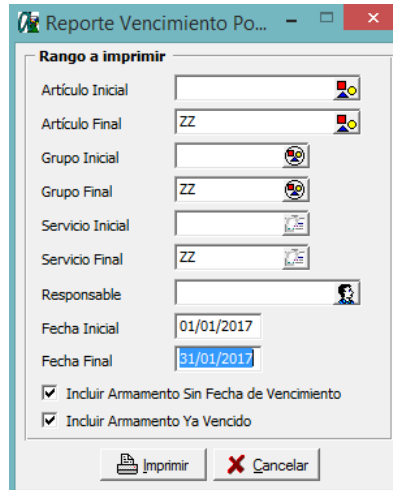 Reporte Vencimiento Po...
Rango a imprimir
Artículo Inicial
Artículo Final ZZ
Grupo Inicial
Grupo Final ZZ
Servicio Inicial
Servicio Final ZZ
Responsable
Fecha Inicial 01/01/2017
Fecha Final 31/01/2017
Incluir Armamento Sin Fecha de Vencimiento
Incluir Armamento Ya Vencido
Imprimir Cancelar